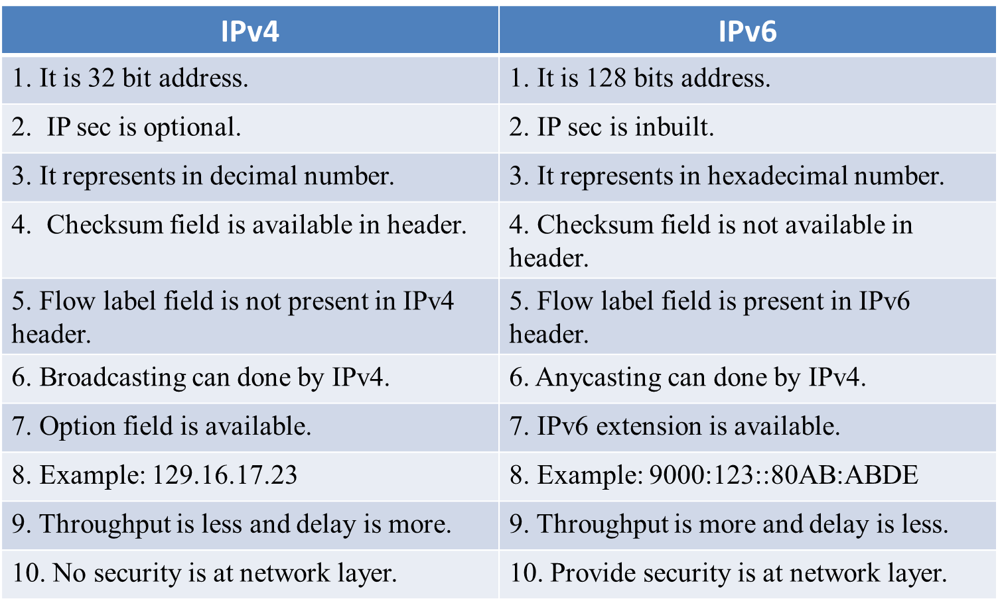 IPv4 IPv6
1. It is 32 bit address. 1. It is 128 bits address.
2. IP sec is optional. 2. IP sec is inbuilt.
3. It represents in decimal number. 3. It represents in hexadecimal number.
4. Checksum field is available in header. 4. Checksum field is not available in
header.
5. Flow label field is not present in IPv4 5. Flow label field is present in IPv6
header. header.
6. Broadcasting can done by IPv4. 6. Anycasting can done by IPv4.
7. Option field is available. 7. IPv6 extension is available.
8. Example: 129.16.17.23 8. Example: 9000:123::80AB:ABDE
9. Throughput is less and delay is more. 9. Throughput is more and delay is less.
10. No security is at network layer. 10. Provide security is at network layer.